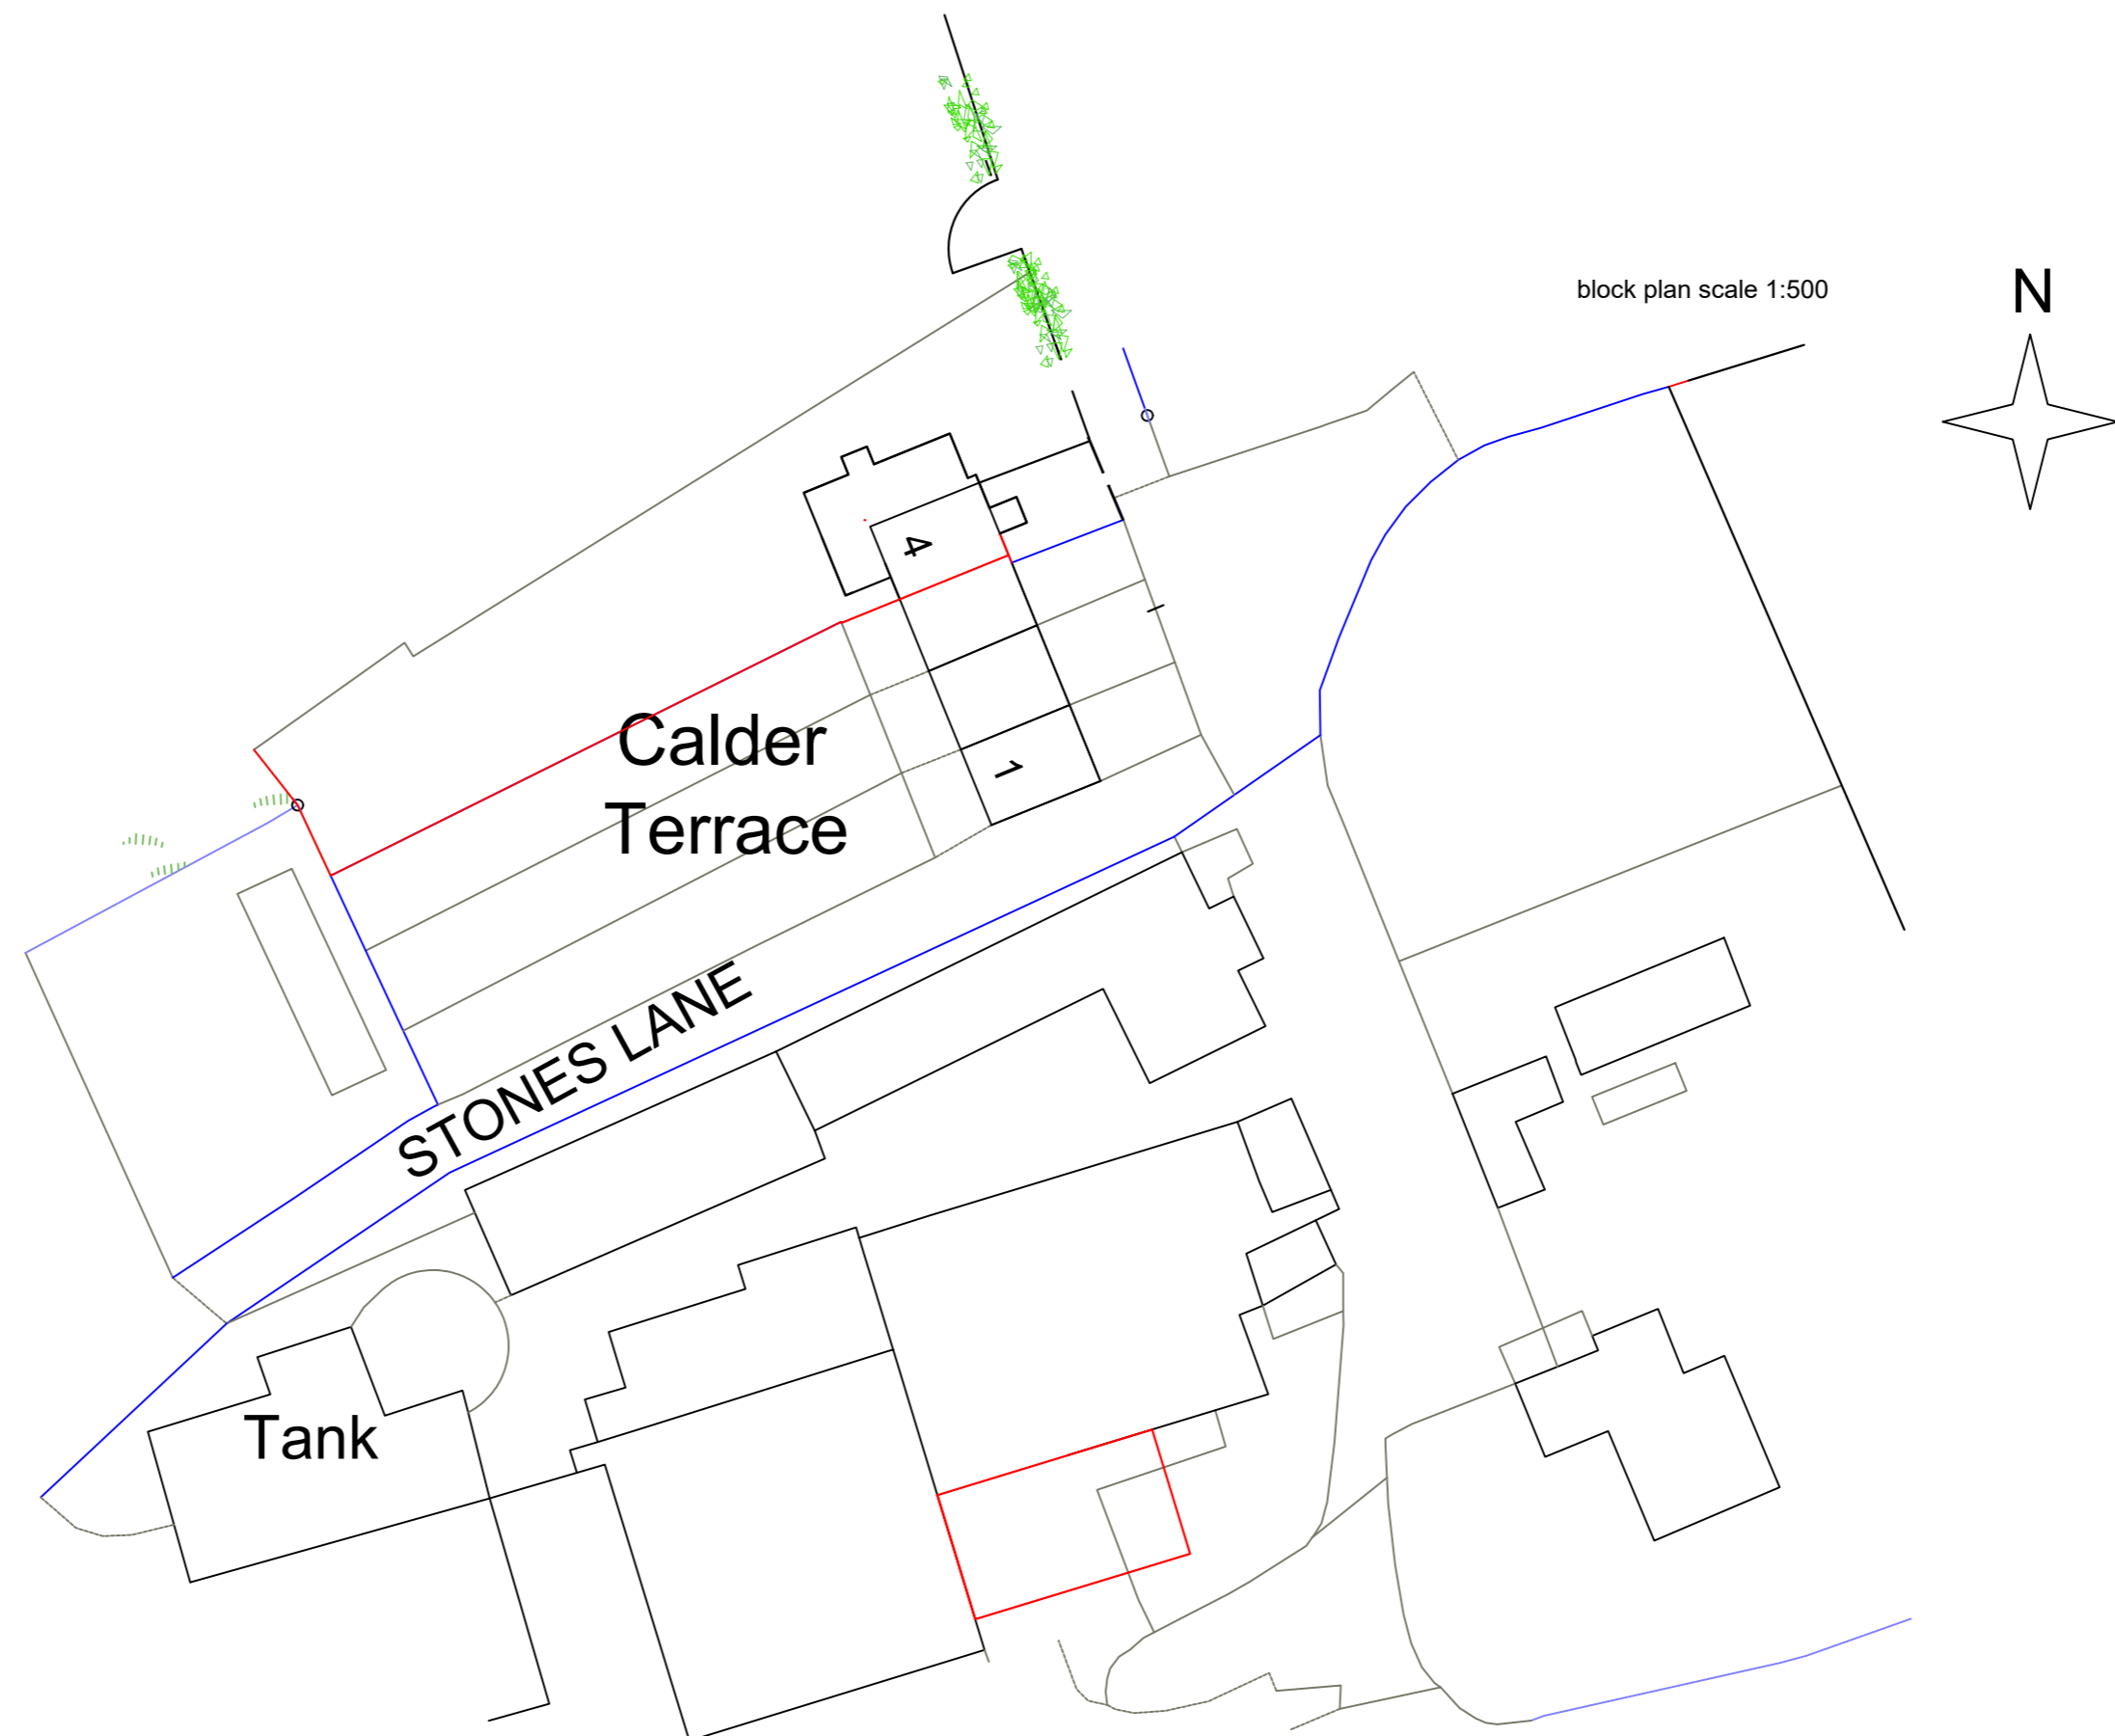 block plan scale 1:500
N
4
Calder
Terrace
1
STONES LANE
Tank